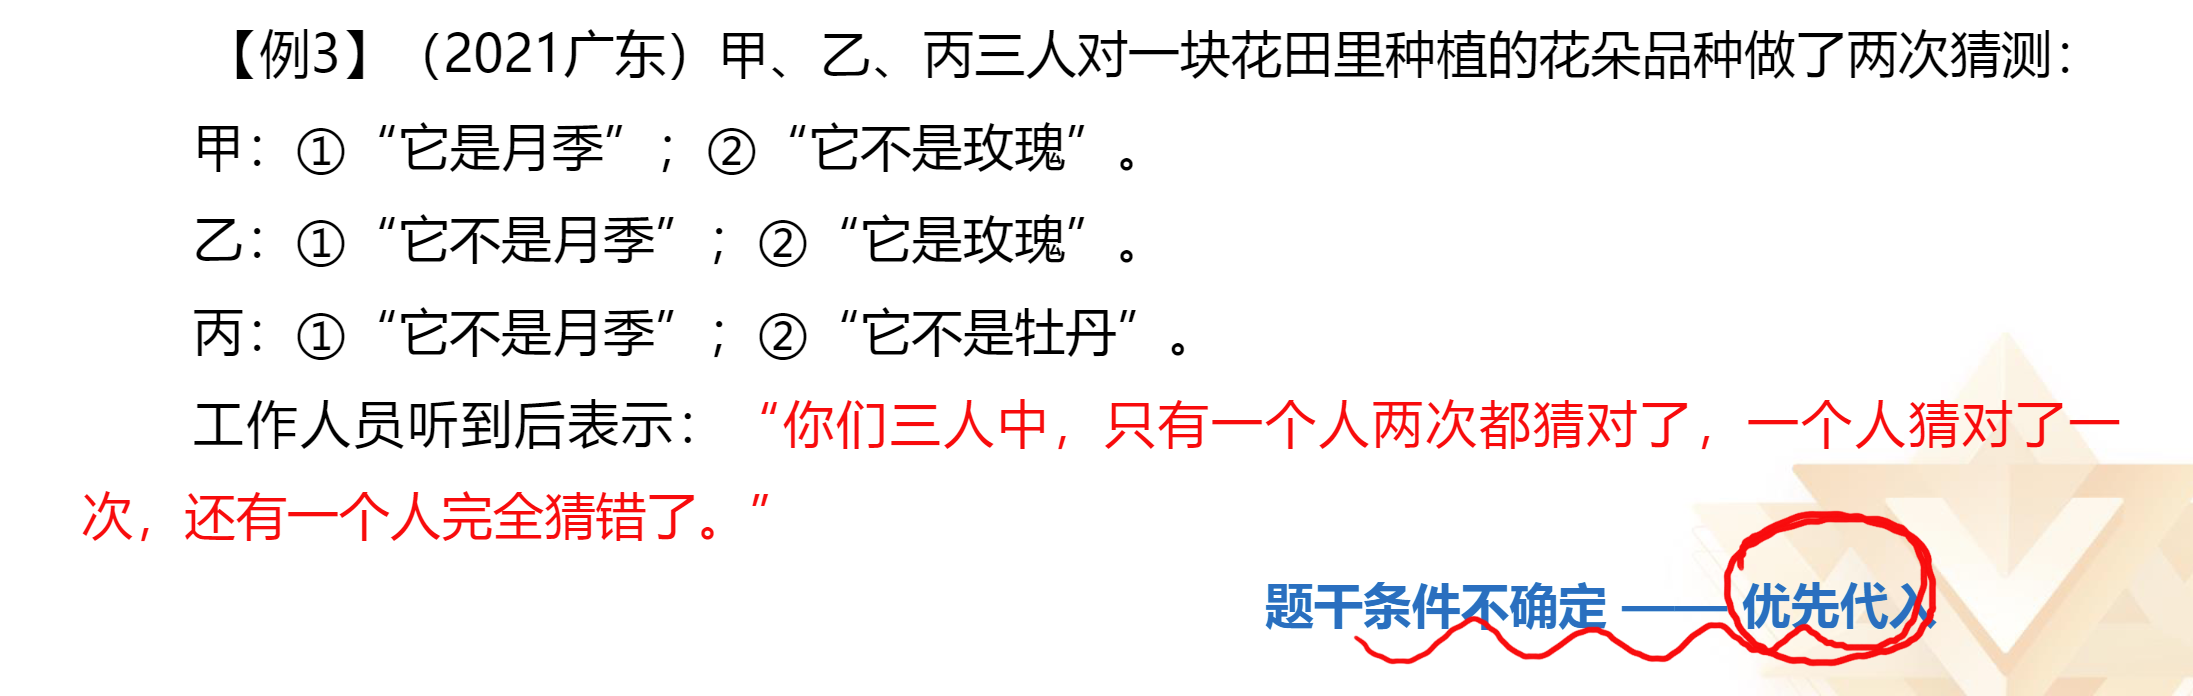 【例3】（2021广东）甲、乙、丙三人对一块花田里种植的花朵品种做了两次猜测：
甲：①“它是月季”；②“它不是玫瑰”。
乙：①“它不是月季”；②“它是玫瑰”。
丙：①“它不是月季”；②“它不是牡丹”。
工作人员听到后表示：“你们三人中，只有一个人两次都猜对了，一个人猜对了一
次，还有一个人完全猜错了。”
题干条件不确定 —— 优先代入